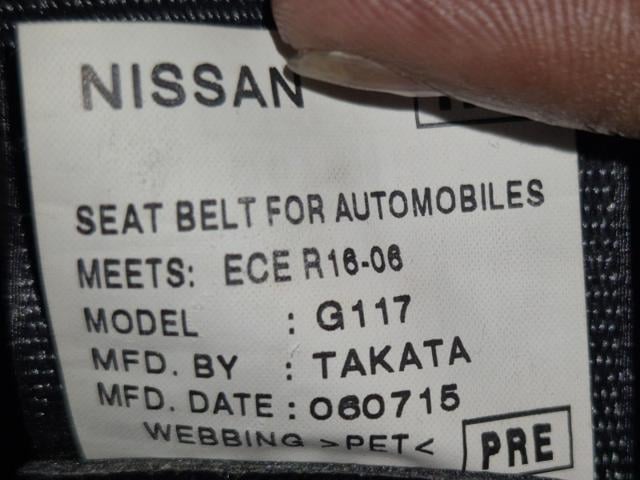 NISSAN
SEAT BELT FOR AUTOMOBILES
MEETS: ECE R16-06
MODEL : G117
MFD. BY : TAKATA
MFD. DATE : 060715
WEBBING >PET<
PRE